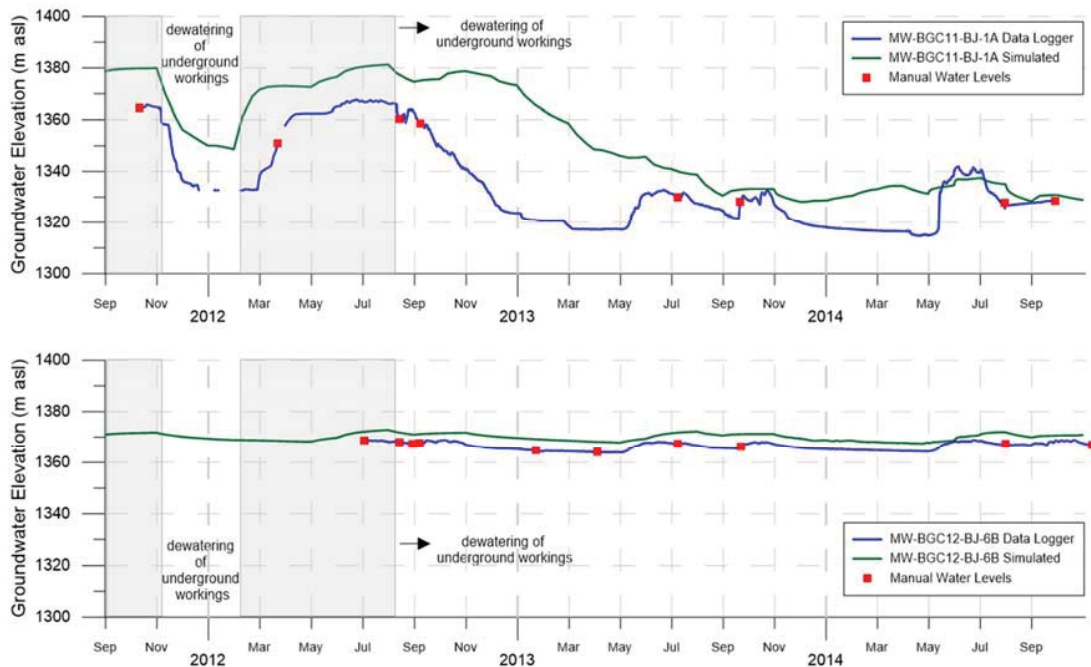 1400
1380
1360
1340
1320
1300
Groundwater Elevation (m asl)
dewatering
of
underground
workings
dewatering of
underground workings
MW-BGC11-BJ-1A Data Logger
MW-BGC11-BJ-1A Simulated
Manual Water Levels
Sep Nov Mar May Jul Sep Nov Mar May Jul Sep Nov Mar May Jul Sep
2012 2013 2014
1400
1380
1360
1340
1320
1300
Groundwater Elevation (m asl)
dewatering
of
underground
workings
dewatering of
underground workings
MW-BGC12-BJ-6B Data Logger
MW-BGC12-BJ-6B Simulated
Manual Water Levels
Sep Nov Mar May Jul Sep Nov Mar May Jul Sep Nov Mar May Jul Sep
2012 2013 2014